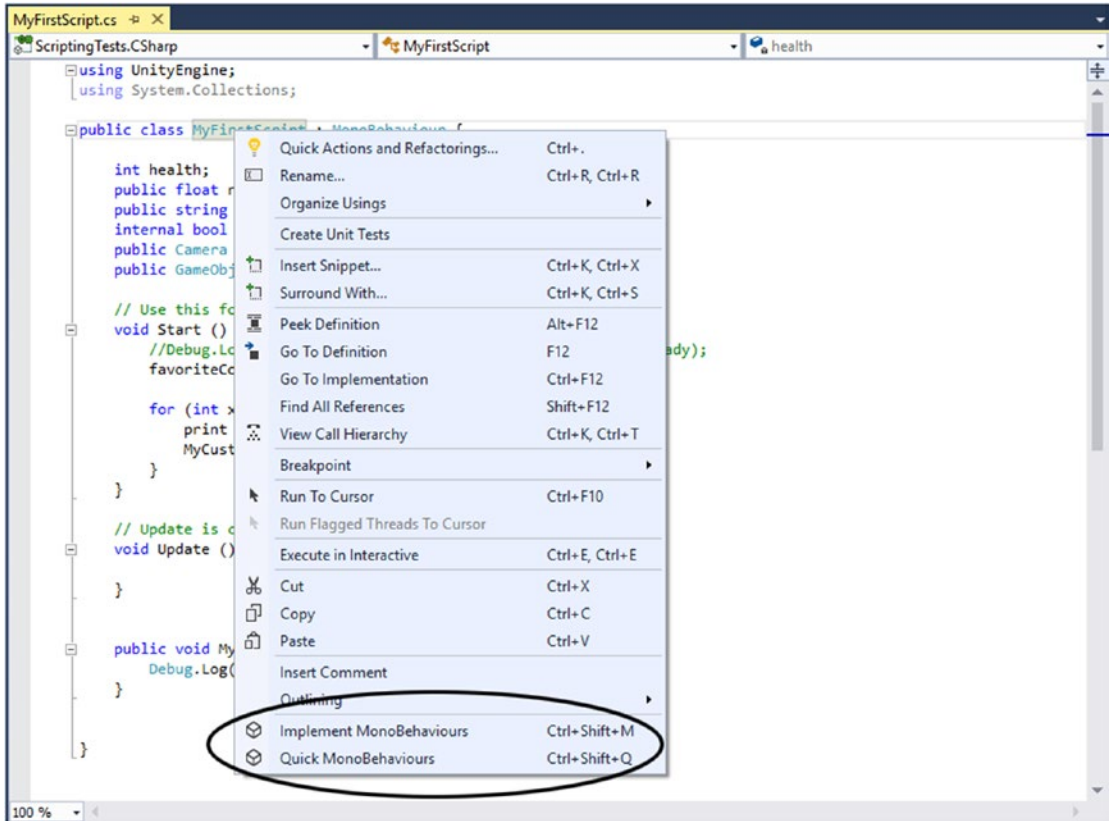 MyFirstScript.cs
ScriptingTests.CSharp MyFirstScript health
using UnityEngine;
using System.Collections;
public class MyFirstScript : MonoBehaviour {
int health;
public float
public string
internal bool
public Camera
public GameObj
// Use this fo
void Start ()
//Debug.Lo ady);
favoriteCo
for (int x
print
MyCust
}
}
// Update is c
void Update ()
}
public void My
Debug.Log(
}
}
Quick Actions and Refactorings... Ctrl+.
Rename... Ctrl+R, Ctrl+R
Organize Usings
Create Unit Tests
Insert Snippet... Ctrl+K, Ctrl+X
Surround With... Ctrl+K, Ctrl+S
Peek Definition Alt+F12
Go To Definition F12
Go To Implementation Ctrl+F12
Find All References Shift+F12
View Call Hierarchy Ctrl+K, Ctrl+T
Breakpoint
Run To Cursor Ctrl+F10
Run Flagged Threads To Cursor
Execute in Interactive Ctrl+E, Ctrl+E
Cut Ctrl+X
Copy Ctrl+C
Paste Ctrl+V
Insert Comment
Outlining
Implement MonoBehaviours Ctrl+Shift+M
Quick MonoBehaviours Ctrl+Shift+Q
100 %